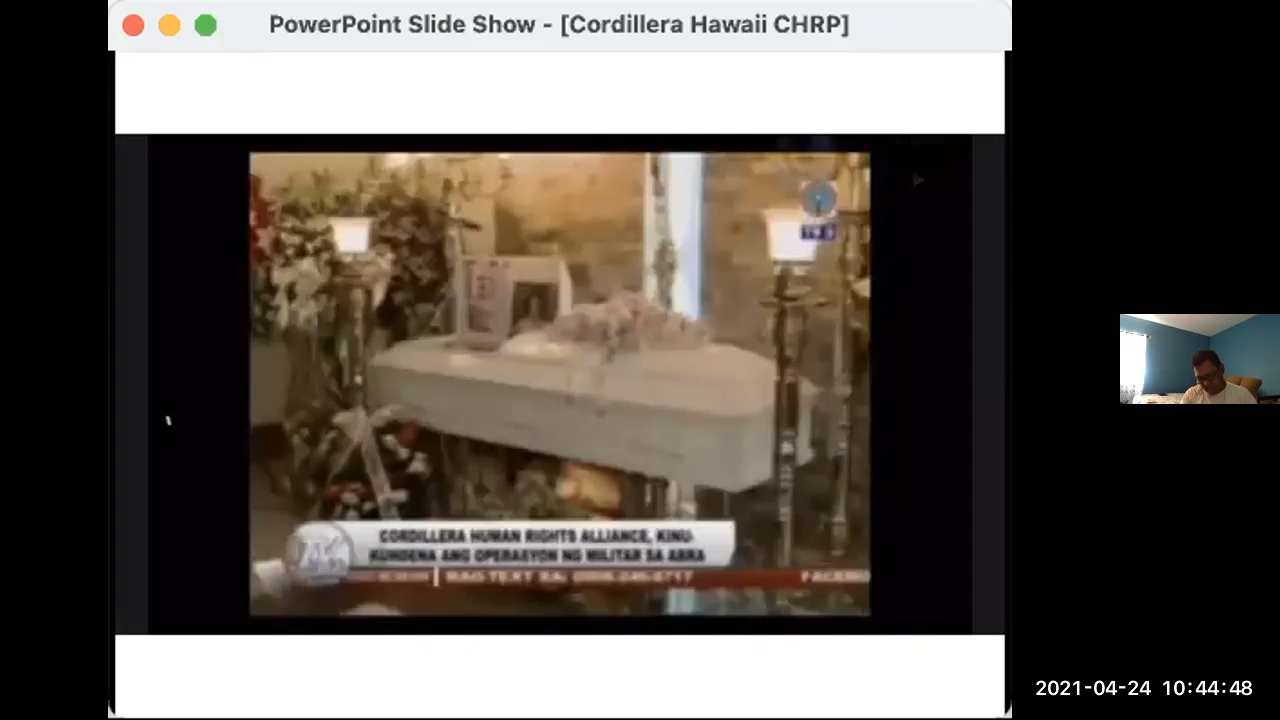 PowerPoint Slide Show - [Cordillera Hawaii CHRP]
CORDILLERA HUMAN RIGHTS ALLIANCE, KINU-
KUNDENA ANG OPERASYON NG MILITAR SA ABRA
2021-04-24 10:44:48